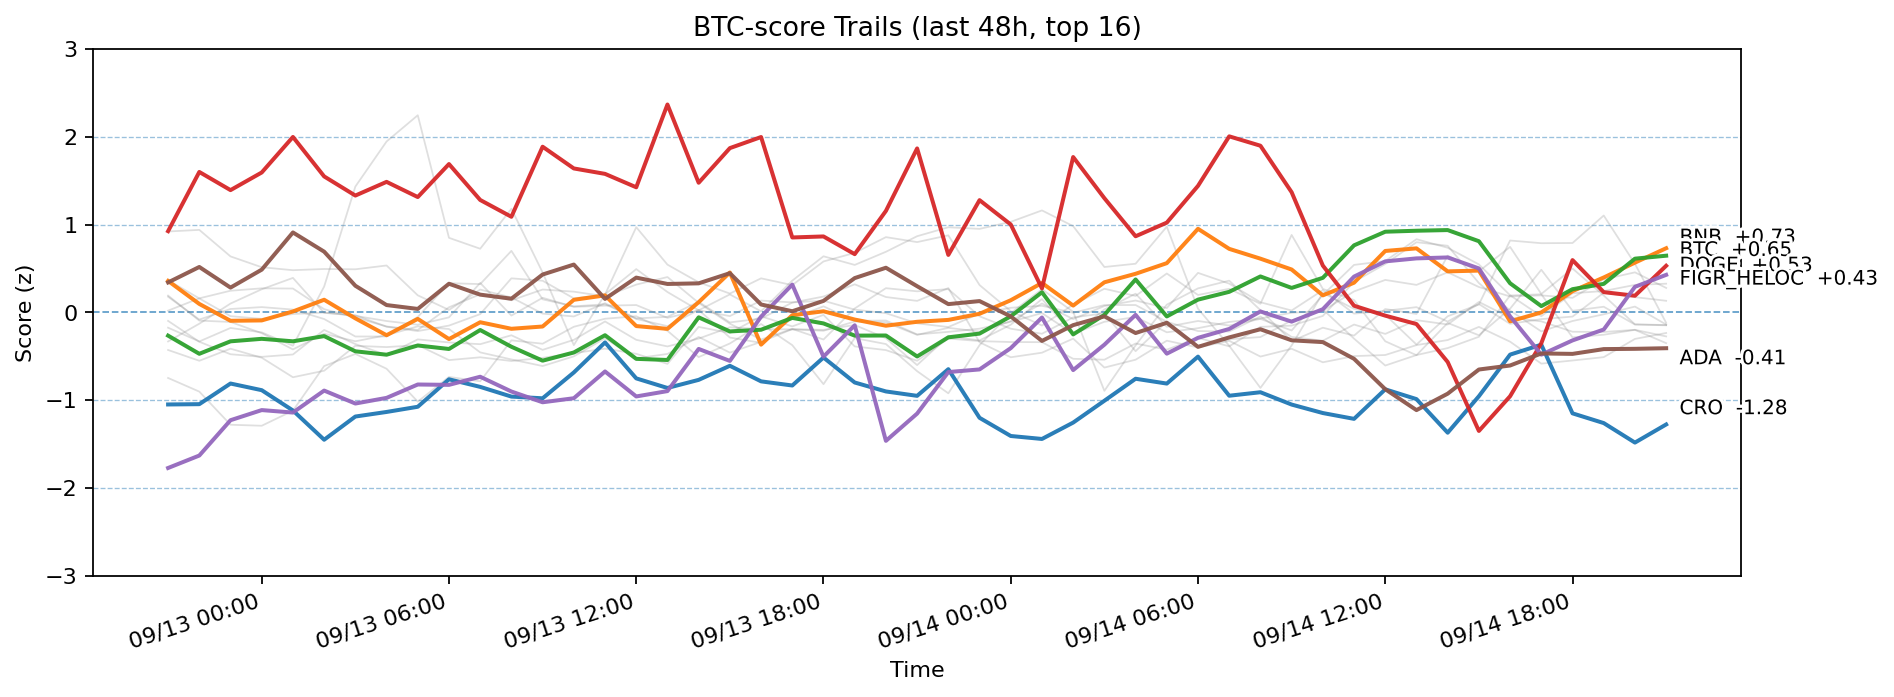 BTC-score Trails (last 48h, top 16)
3
2
1
0
−1
−2
−3
Score (z)
BNB +0.73
BTC +0.65
DOGE +0.53
FIGR_HELOC +0.43
ADA -0.41
CRO -1.28
09/13 00:00
09/13 06:00
09/13 12:00
09/13 18:00
09/14 00:00
09/14 06:00
09/14 12:00
09/14 18:00
Time